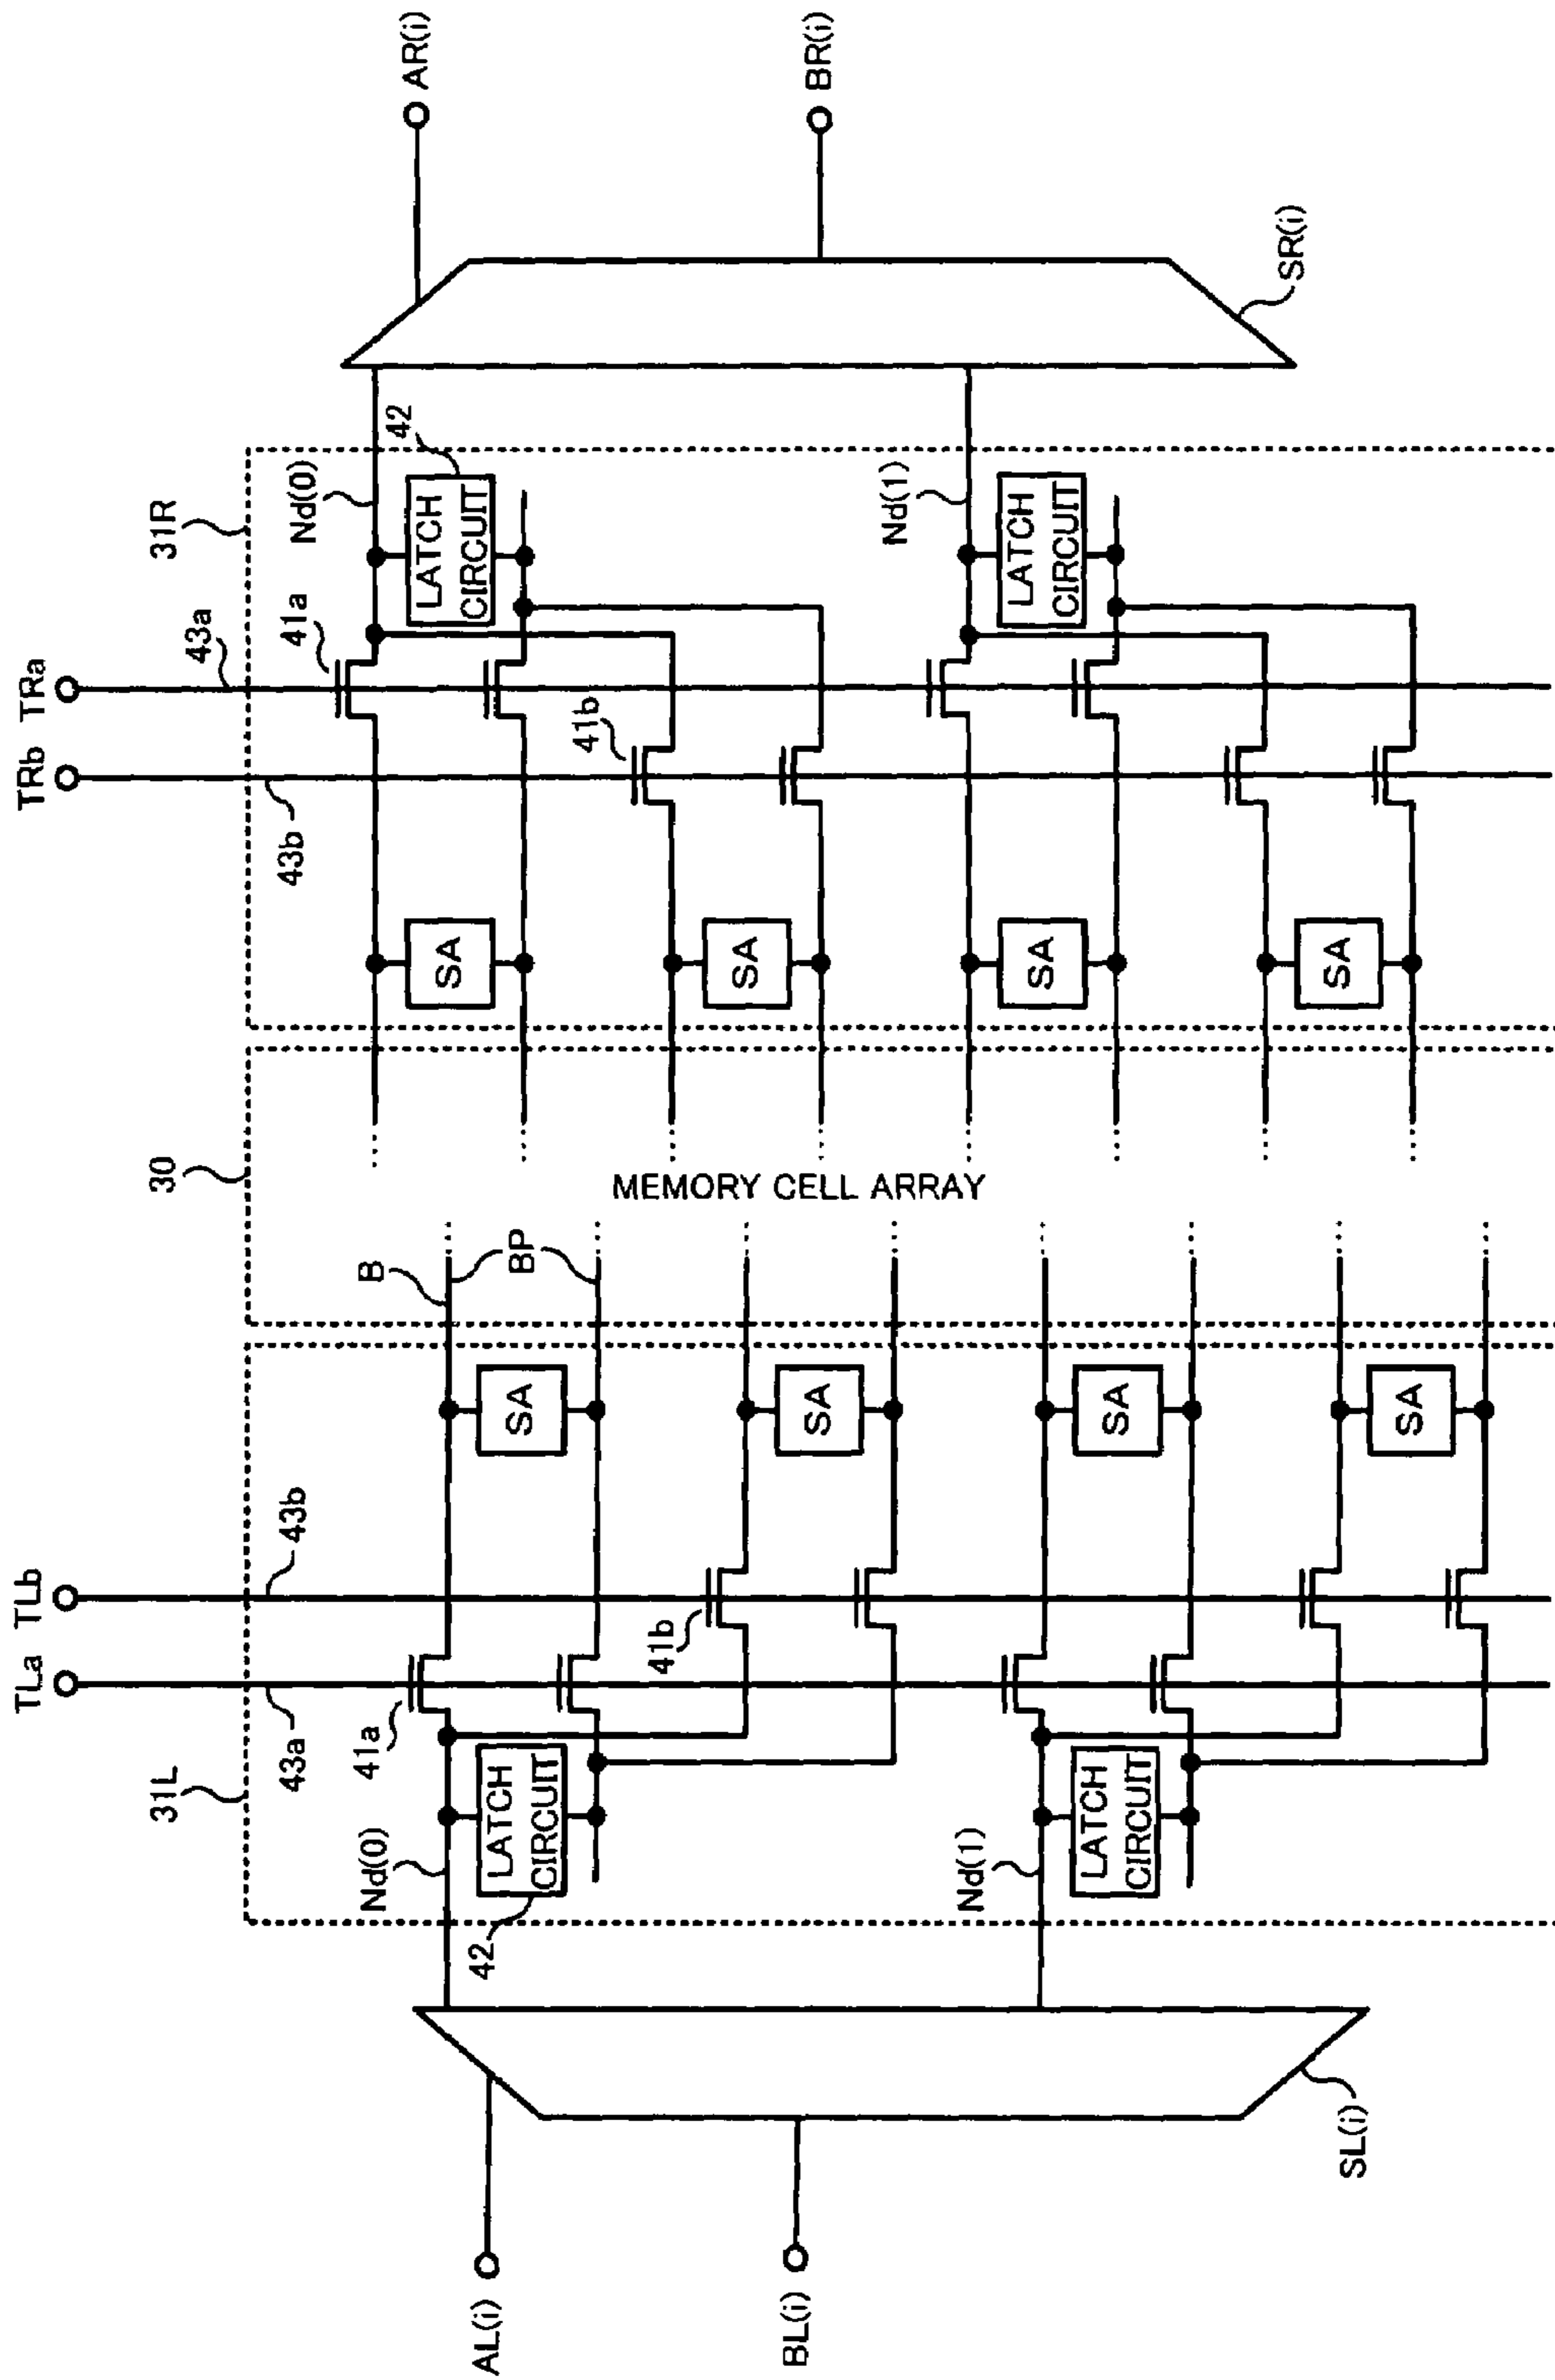 TLa
TLb
TRb
TRa
31L
30
31R
43a
43b
43b
43a
41a
Nd(0)
Nd(0)
41a
B
42
AR(i)
LATCH
CIRCUIT
SA
LATCH
CIRCUIT
AL(i)
42
SA
BP
41b
41b
SA
SA
MEMORY CELL ARRAY
BL(i)
BR(i)
Nd(1)
Nd(1)
SA
LATCH
CIRCUIT
LATCH
CIRCUIT
SA
SA
SA
SL(i)
SR(i)